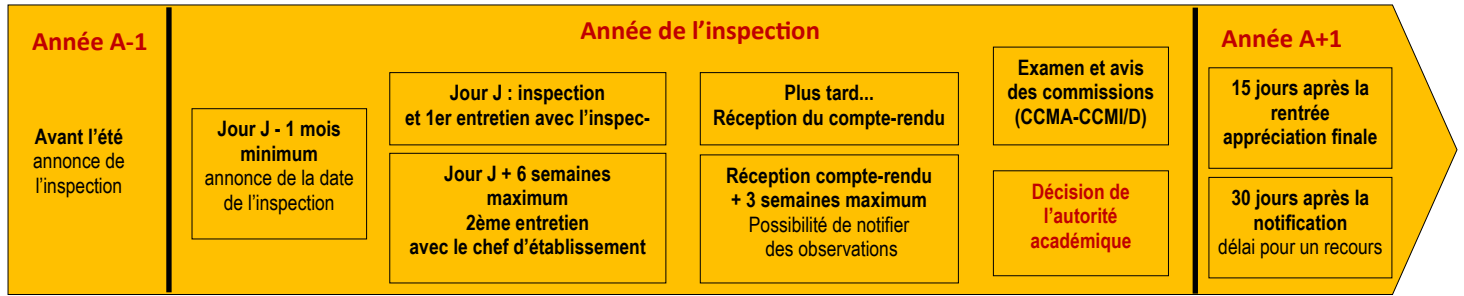 Année A-1
Avant l’été
annonce de
l’inspection
Année de l’inspection
Jour J - 1 mois
minimum
annonce de la date
de l’inspection
Jour J : inspection
et 1er entretien avec l’inspec-
Jour J + 6 semaines
maximum
2ème entretien
avec le chef d’établissement
Plus tard...
Réception du compte-rendu
Réception compte-rendu
+ 3 semaines maximum
Possibilité de notifier
des observations
Examen et avis
des commissions
(CCMA-CCMI/D)
Décision de
l’autorité
académique
Année A+1
15 jours après la
rentrée
appréciation finale
30 jours après la
notification
délai pour un recours